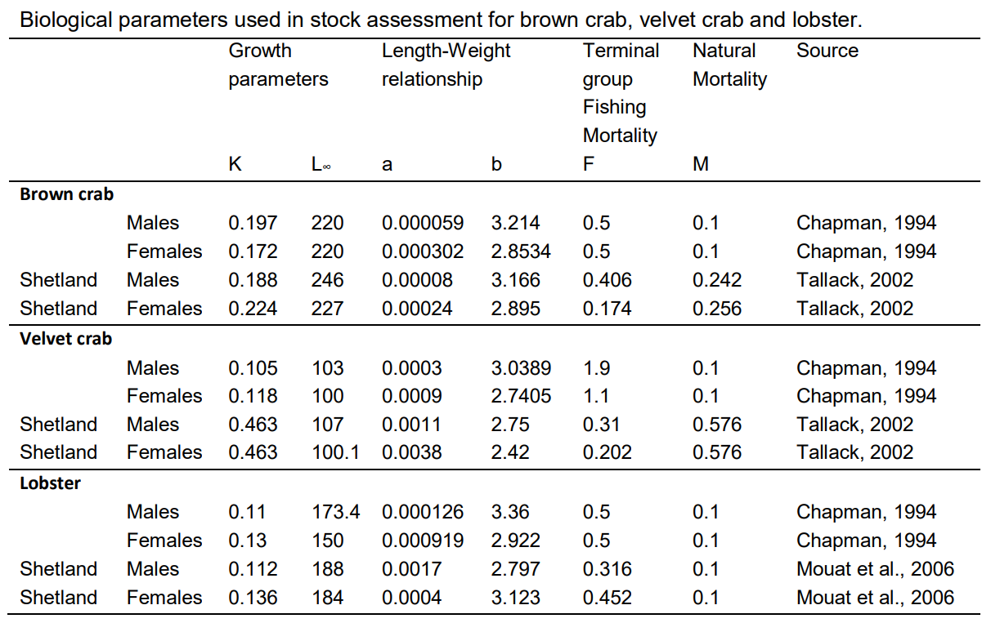 Biological parameters used in stock assessment for brown crab, velvet crab and lobster.
Growth Length-Weight Terminal Natural Source
parameters relationship group Mortality
Fishing
Mortality
K L∞ a b F M
Brown crab
Males 0.197 220 0.000059 3.214 0.5 0.1 Chapman, 1994
Females 0.172 220 0.000302 2.8534 0.5 0.1 Chapman, 1994
Shetland Males 0.188 246 0.00008 3.166 0.406 0.242 Tallack, 2002
Shetland Females 0.224 227 0.00024 2.895 0.174 0.256 Tallack, 2002
Velvet crab
Males 0.105 103 0.0003 3.0389 1.9 0.1 Chapman, 1994
Females 0.118 100 0.0009 2.7405 1.1 0.1 Chapman, 1994
Shetland Males 0.463 107 0.0011 2.75 0.31 0.576 Tallack, 2002
Shetland Females 0.463 100.1 0.0038 2.42 0.202 0.576 Tallack, 2002
Lobster
Males 0.11 173.4 0.000126 3.36 0.5 0.1 Chapman, 1994
Females 0.13 150 0.000919 2.922 0.5 0.1 Chapman, 1994
Shetland Males 0.112 188 0.0017 2.797 0.316 0.1 Mouat et al., 2006
Shetland Females 0.136 184 0.0004 3.123 0.452 0.1 Mouat et al., 2006